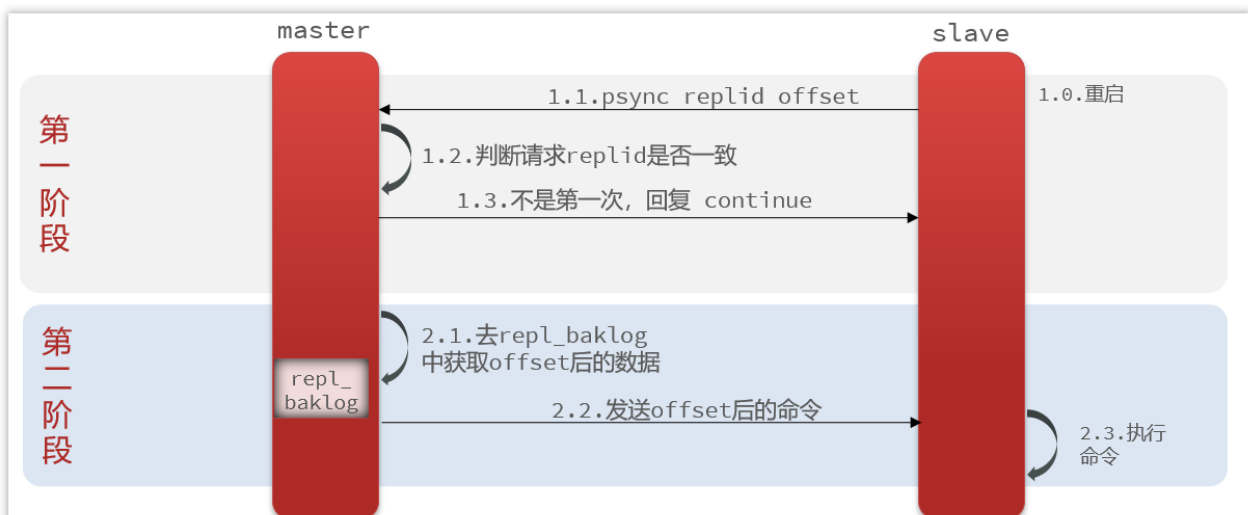 master
slave
第一阶段
1.0.重启
1.1.psync replid offset
1.2.判断请求replid是否一致
1.3.不是第一次，回复 continue
第二阶段
2.1.去repl_baklog
中获取offset后的数据
repl_
baklog
2.2.发送offset后的命令
2.3.执行
命令